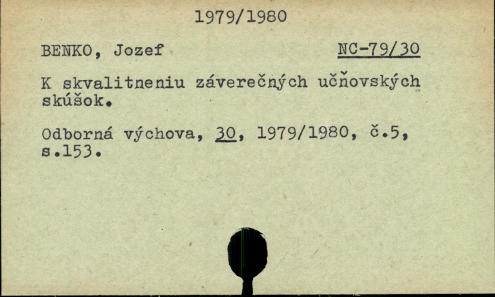 1979/1980
BENKO, Jozef NC-79/30
K skvalitneniu záverečných učňovských
skúšok.
Odborná výchova, 30, 1979/1980, č.5,
s.153.